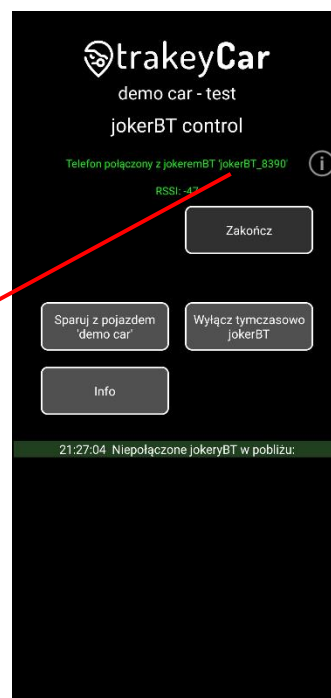 trakeyCar
demo car - test
jokerBT control
Telefon połączony z jokeremBT 'jokerBT_8390'
RSSI: -47
Zakończ
Sparuj z pojazdem
'demo car'
Wyłącz tymczasowo
jokerBT
Info
21:27:04 Niepołączone jokeryBT w pobliżu: